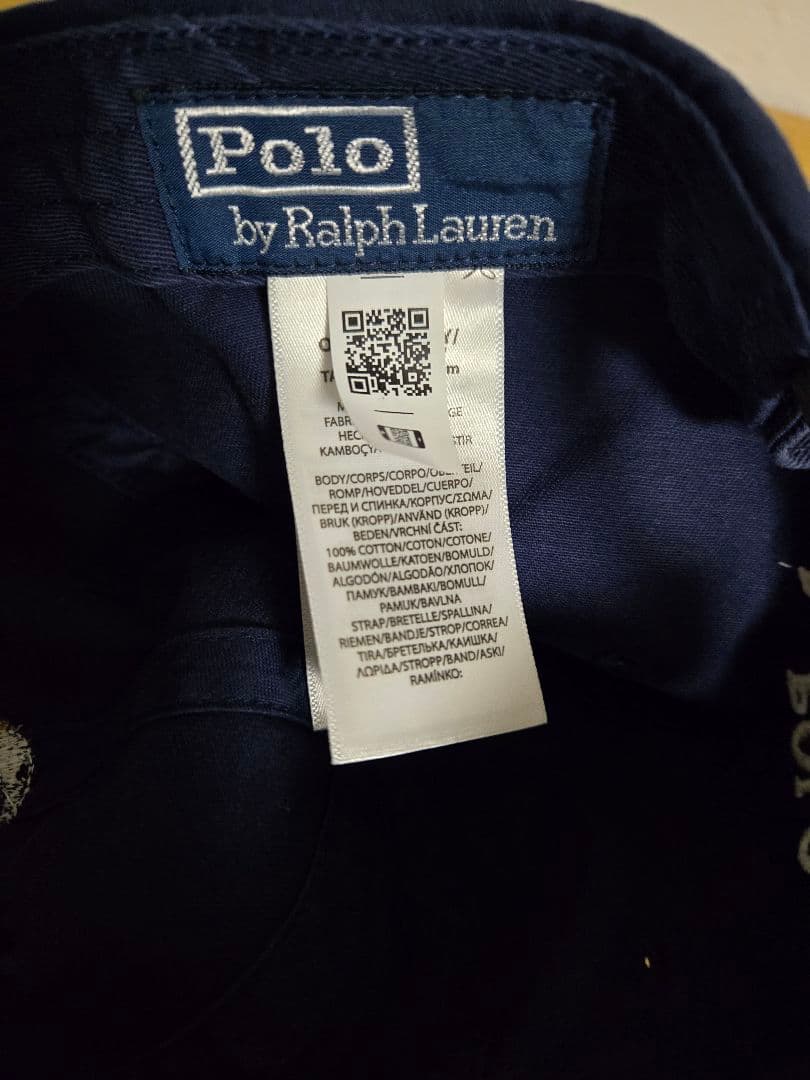 Polo
by Ralph Lauren
KAMBOÇYA
BODY/CORPS/CORPO/OBERTEIL/
ROMP/HOVEDDEL/CUERPO/
ПЕРЕД И СПИНКА/КОРПУС/ΣΩΜΑ/
BRUK (KROPP)/ANVÄND (KROPP)/
BEDEN/VRCHNÍ ČÁST:
100% COTTON/COTON/COTONE/
BAUMWOLLE/KATOEN/BOMULD/
ALGODÓN/ALGODÃO/ХЛОПОК/
ПАМУК/ΒΑΜΒΑΚΙ/BOMULL/
PAMUK/BAVLNA
STRAP/BRETELLE/SPALLINA/
RIEMEN/BANDJE/STROP/CORREA/
TIRA/БРЕТЕЛЬКА/КАИШКА/
ΛΩΡΙΔΑ/STROPP/BAND/ASKI/
RAMÍNKO: